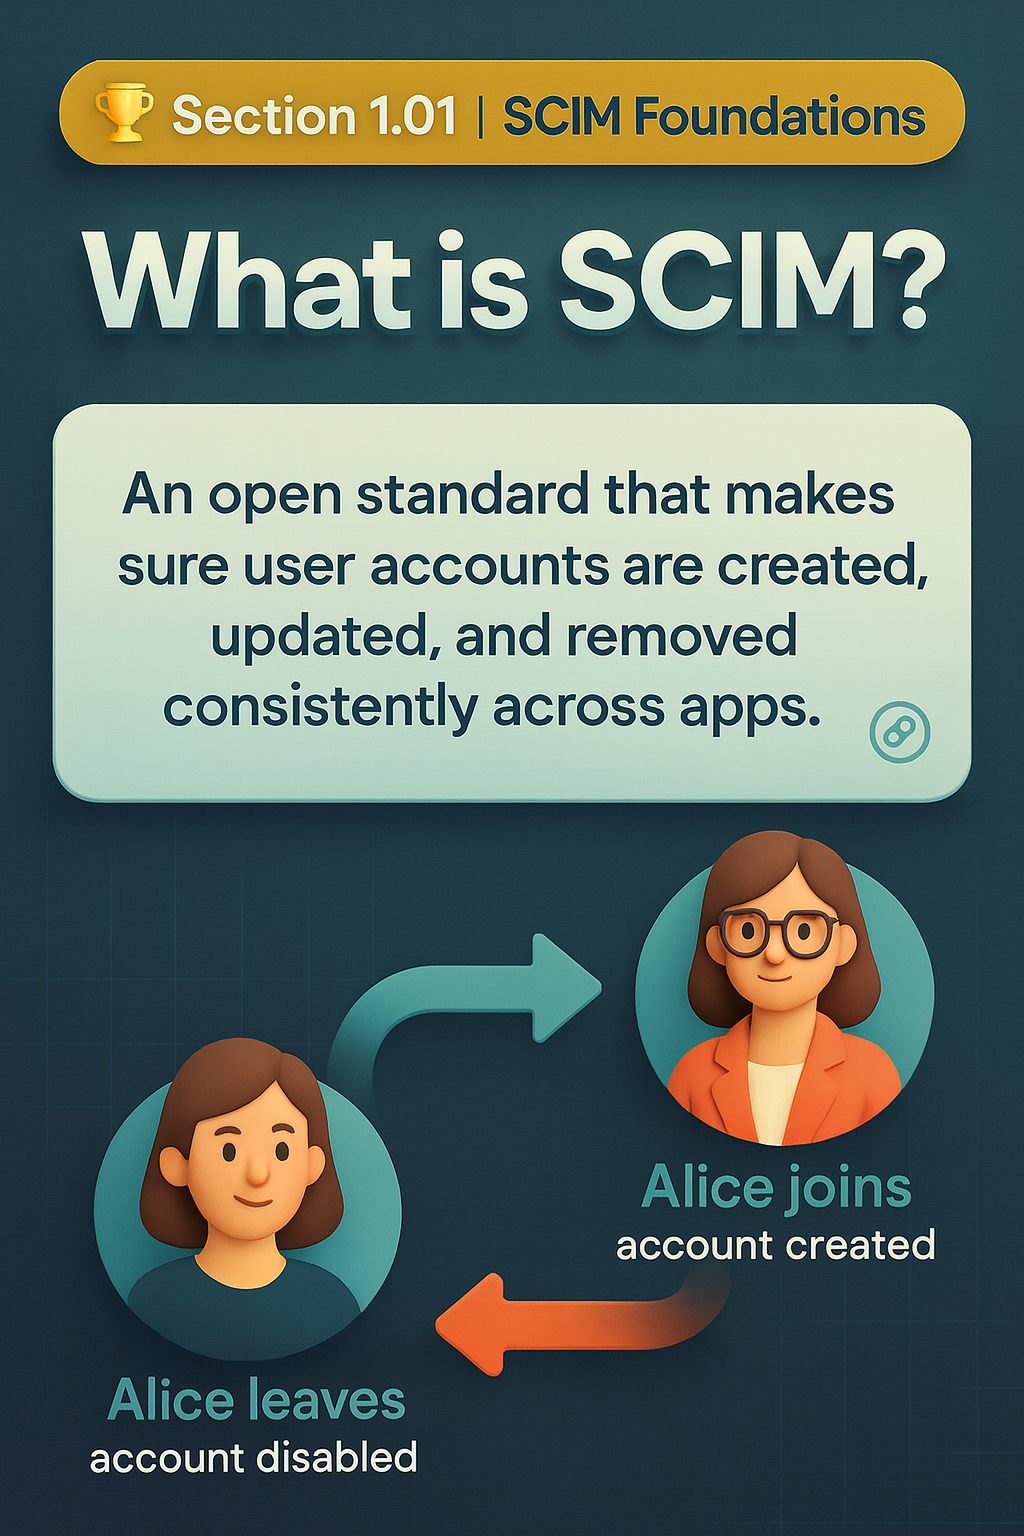 Section 1.01 | SCIM Foundations
What is SCIM?
An open standard that makes
sure user accounts are created,
updated, and removed
consistently across apps.
Alice joins
account created
Alice leaves
account disabled